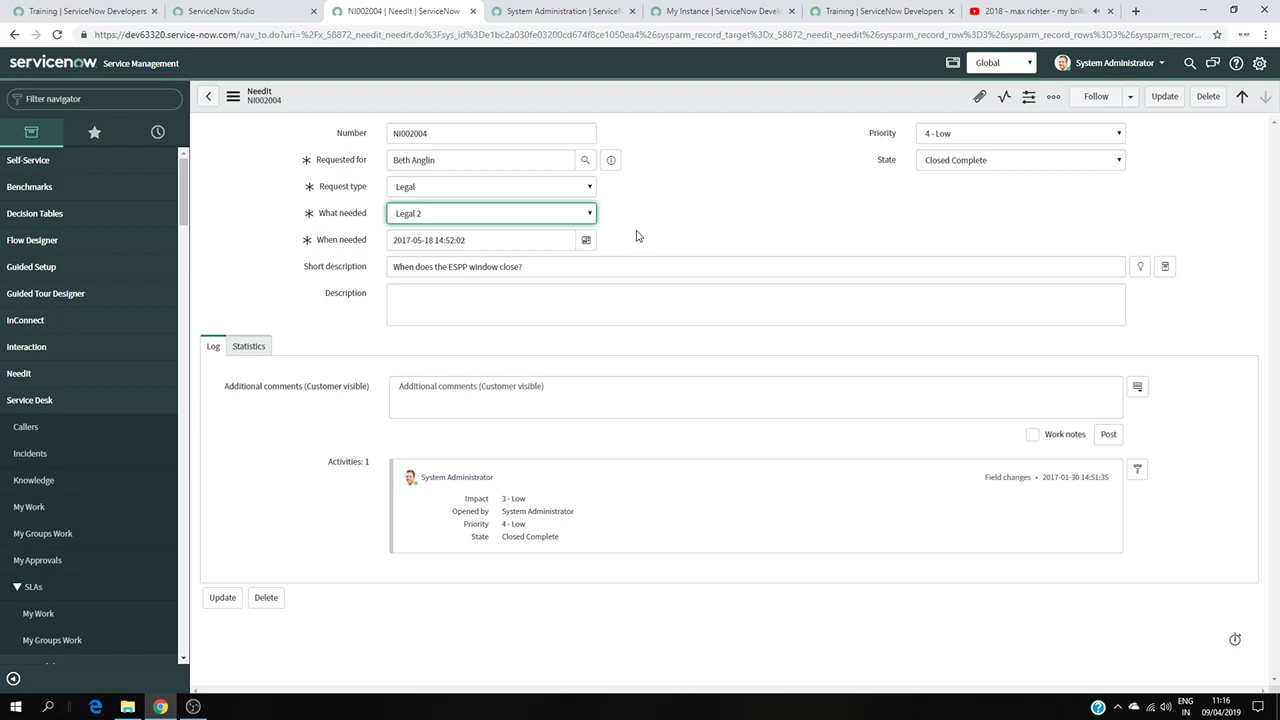 Training | ServiceNow Developers
ServiceNow Studio
NI002004 | NeedIt | ServiceNow
System Administration | ServiceN
My Instance | ServiceNow Develop
Training | ServiceNow Developers
2018 - max richter - my brill
https://dev63320.service-now.com/nav_to.do?uri=%2Fx_58872_needit_needit.do%3Fsys_id%3De1bc2a030fe03200cd674f8ce1050ea4%26sysparm_record_target%3Dx_58872_needit_needit%26sysparm_record_row%3D3%26sysparm_record_rows%3D3%26sysparm_recor...
servicenow Service Management
Global
System Administrator
Filter navigator
NeedIt
NI002004
Follow
Update
Delete
Self-Service
Benchmarks
Decision Tables
Flow Designer
Guided Setup
Guided Tour Designer
InConnect
Interaction
NeedIt
Service Desk
Callers
Incidents
Knowledge
My Work
My Groups Work
My Approvals
SLAs
My Work
My Groups Work
Number NI002004
Priority 4 - Low
Requested for Beth Anglin
State Closed Complete
Request type Legal
What needed Legal 2
When needed 2017-05-18 14:52:02
Short description When does the ESPP window close?
Description
Log Statistics
Additional comments (Customer visible) Additional comments (Customer visible)
Work notes Post
Activities: 1
System Administrator Field changes • 2017-01-30 14:51:35
Impact 3 - Low
Opened by System Administrator
Priority 4 - Low
State Closed Complete
Update Delete
ENG
IN
11:16
09/04/2019